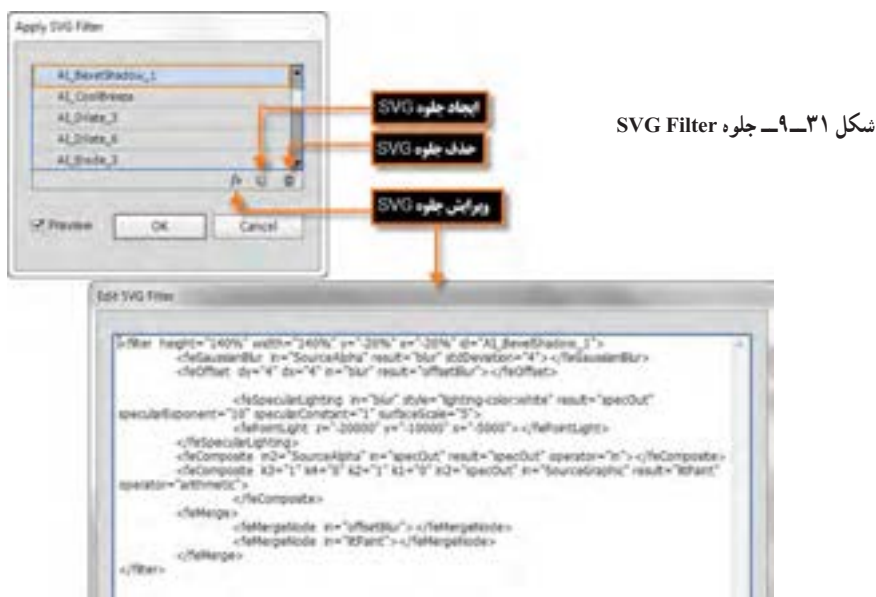 Apply SVG Filter
AI_BevelShadow_1
AI_CoolBreeze
AI_Dilate_3
AI_Dilate_6
AI_Erode_3
Preview
OK
Cancel
ایجاد جلوه SVG
حذف جلوه SVG
ویرایش جلوه SVG
شکل ۳۱ــ۹ــ جلوه SVG Filter
Edit SVG Filter
<filter height="140%" width="140%" y="-20%" x="-20%" id="AI_BevelShadow_1">
<feGaussianBlur in="SourceAlpha" result="blur" stdDeviation="4"></feGaussianBlur>
<feOffset dy="4" dx="4" in="blur" result="offsetBlur"></feOffset>
<feSpecularLighting in="blur" style="lighting-color:white" result="specOut"
specularExponent="10" specularConstant="1" surfaceScale="5">
<fePointLight z="-20000" y="-10000" x="-5000"></fePointLight>
</feSpecularLighting>
<feComposite in2="SourceAlpha" in="specOut" result="specOut" operator="in"></feComposite>
<feComposite k3="1" k4="0" k2="1" k1="0" in2="specOut" in="SourceGraphic" result="litPaint"
operator="arithmetic">
</feComposite>
<feMerge>
<feMergeNode in="offsetBlur"></feMergeNode>
<feMergeNode in="litPaint"></feMergeNode>
</feMerge>
</filter>